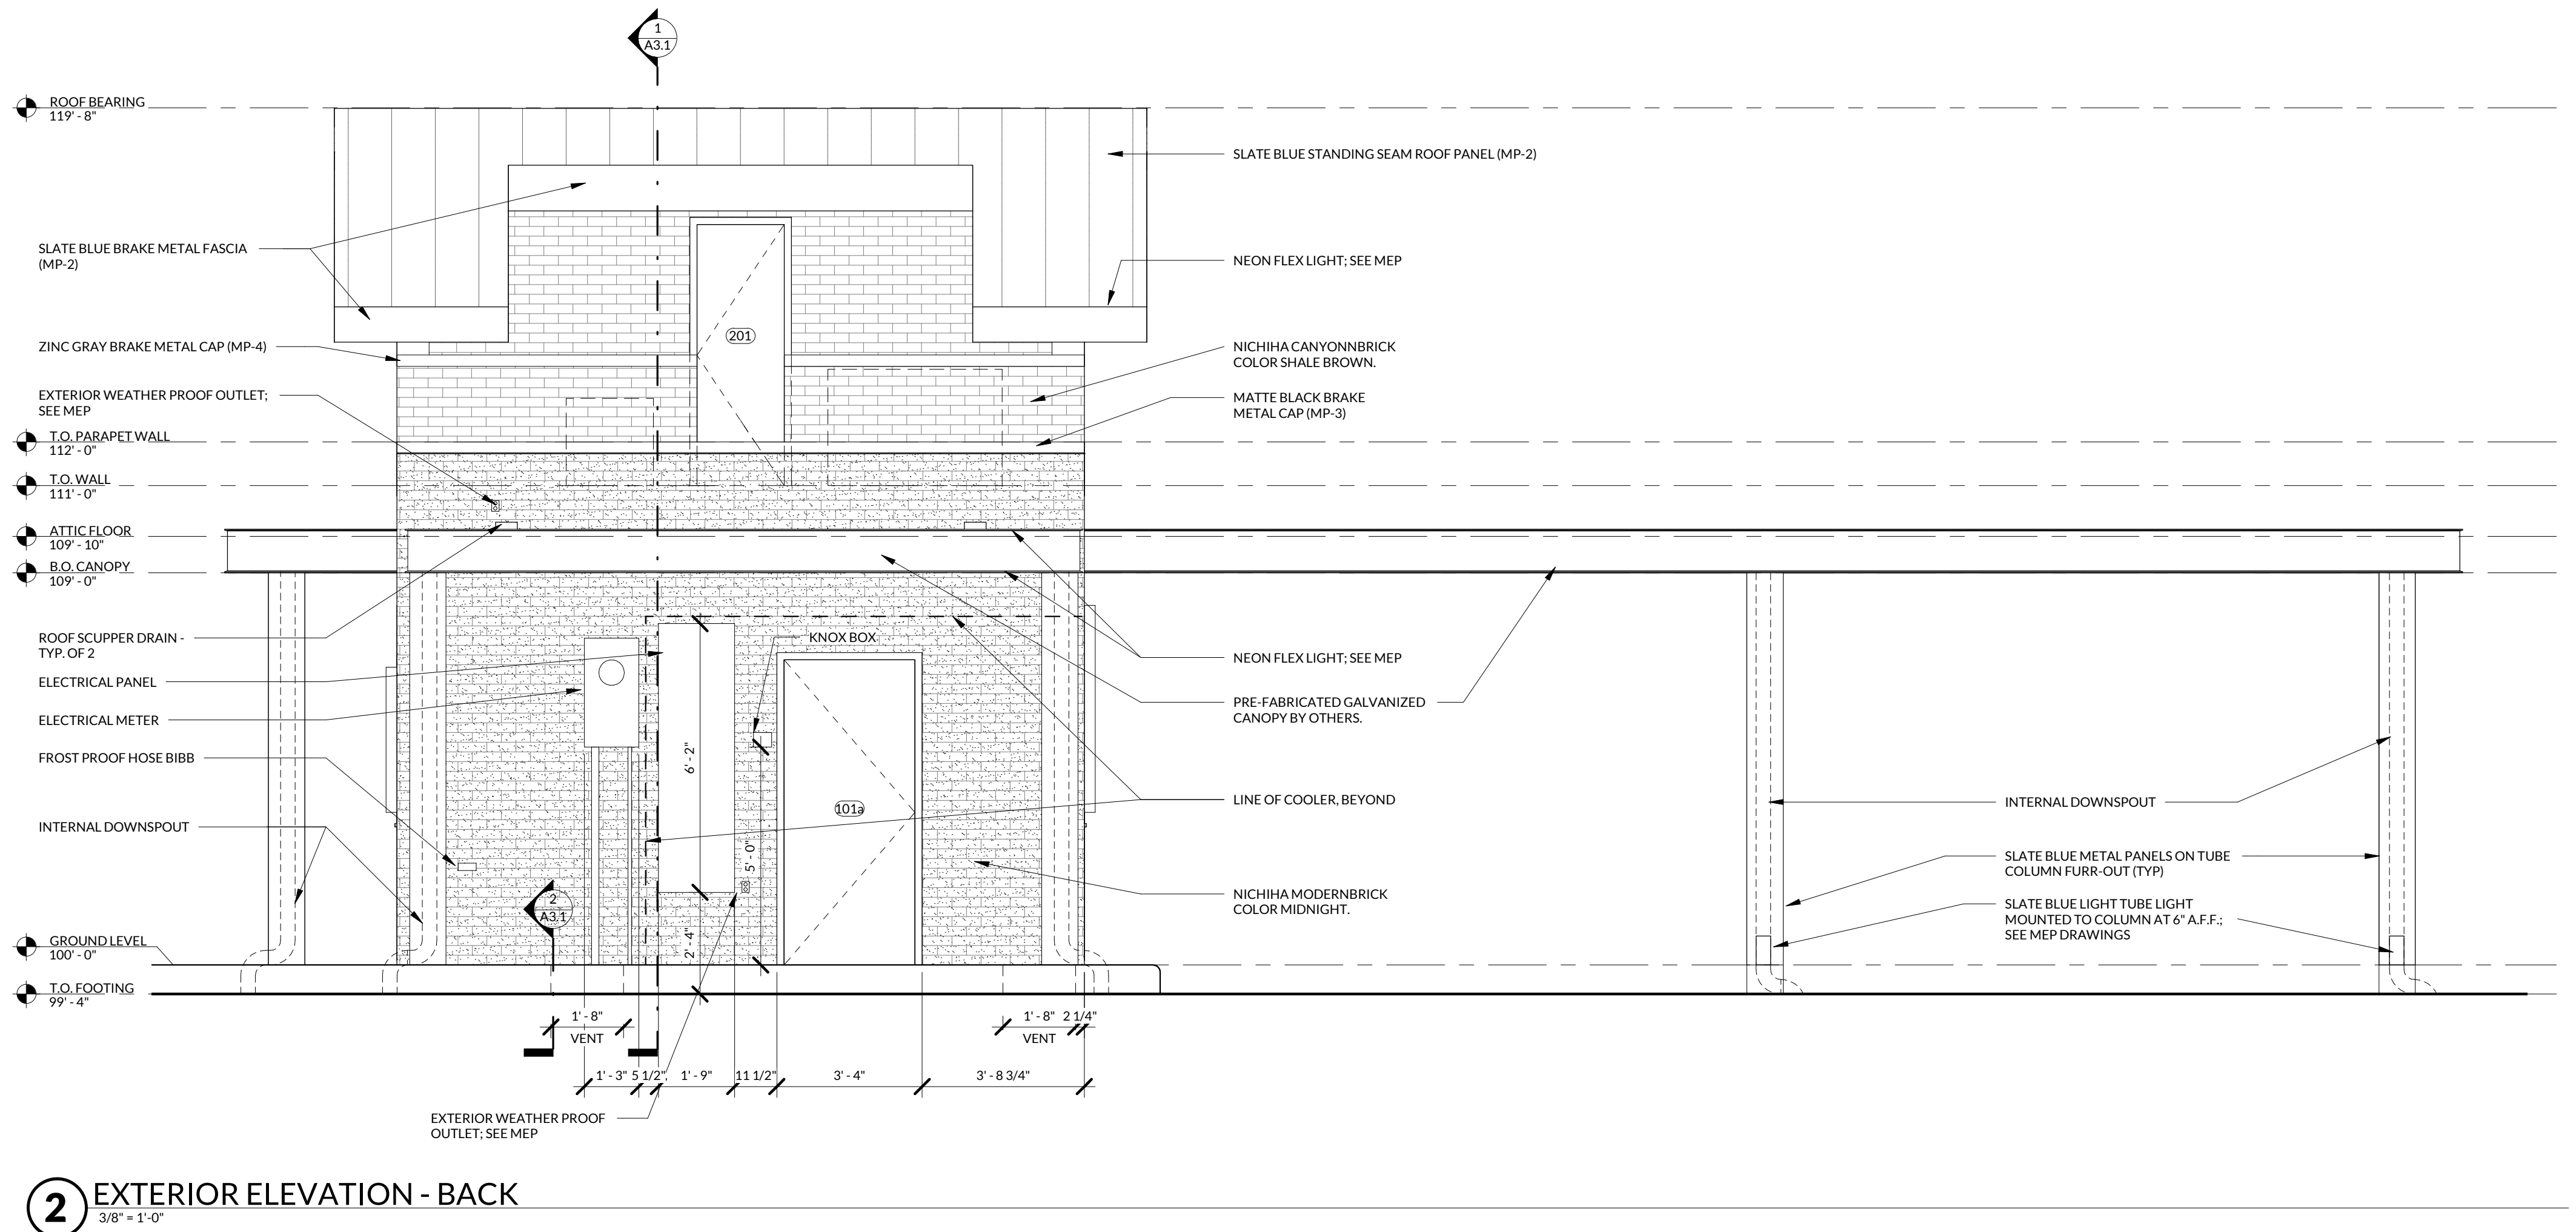 1
A3.1
ROOF BEARING
119' - 8"
SLATE BLUE STANDING SEAM ROOF PANEL (MP-2)
SLATE BLUE BRAKE METAL FASCIA
(MP-2)
NEON FLEX LIGHT; SEE MEP
201
ZINC GRAY BRAKE METAL CAP (MP-4)
NICHIHA CANYONNBRICK
COLOR SHALE BROWN.
EXTERIOR WEATHER PROOF OUTLET;
SEE MEP
MATTE BLACK BRAKE
METAL CAP (MP-3)
T.O. PARAPET WALL
112' - 0"
T.O. WALL
111' - 0"
ATTIC FLOOR
109' - 10"
B.O. CANOPY
109' - 0"
ROOF SCUPPER DRAIN -
TYP. OF 2
KNOX BOX
NEON FLEX LIGHT; SEE MEP
ELECTRICAL PANEL
ELECTRICAL METER
PRE-FABRICATED GALVANIZED
CANOPY BY OTHERS.
FROST PROOF HOSE BIBB
6' - 2"
101a
LINE OF COOLER, BEYOND
INTERNAL DOWNSPOUT
INTERNAL DOWNSPOUT
5' - 0"
SLATE BLUE METAL PANELS ON TUBE
COLUMN FURR-OUT (TYP)
NICHIHA MODERNBRICK
COLOR MIDNIGHT.
2
A3.1
SLATE BLUE LIGHT TUBE LIGHT
MOUNTED TO COLUMN AT 6" A.F.F.;
SEE MEP DRAWINGS
2' - 4"
GROUND LEVEL
100' - 0"
T.O. FOOTING
99' - 4"
1' - 8"
VENT
1' - 8" 2 1/4"
VENT
1' - 3" 5 1/2" 1' - 9" 11 1/2" 3' - 4" 3' - 8 3/4"
EXTERIOR WEATHER PROOF
OUTLET; SEE MEP
2 EXTERIOR ELEVATION - BACK
3/8" = 1'-0"